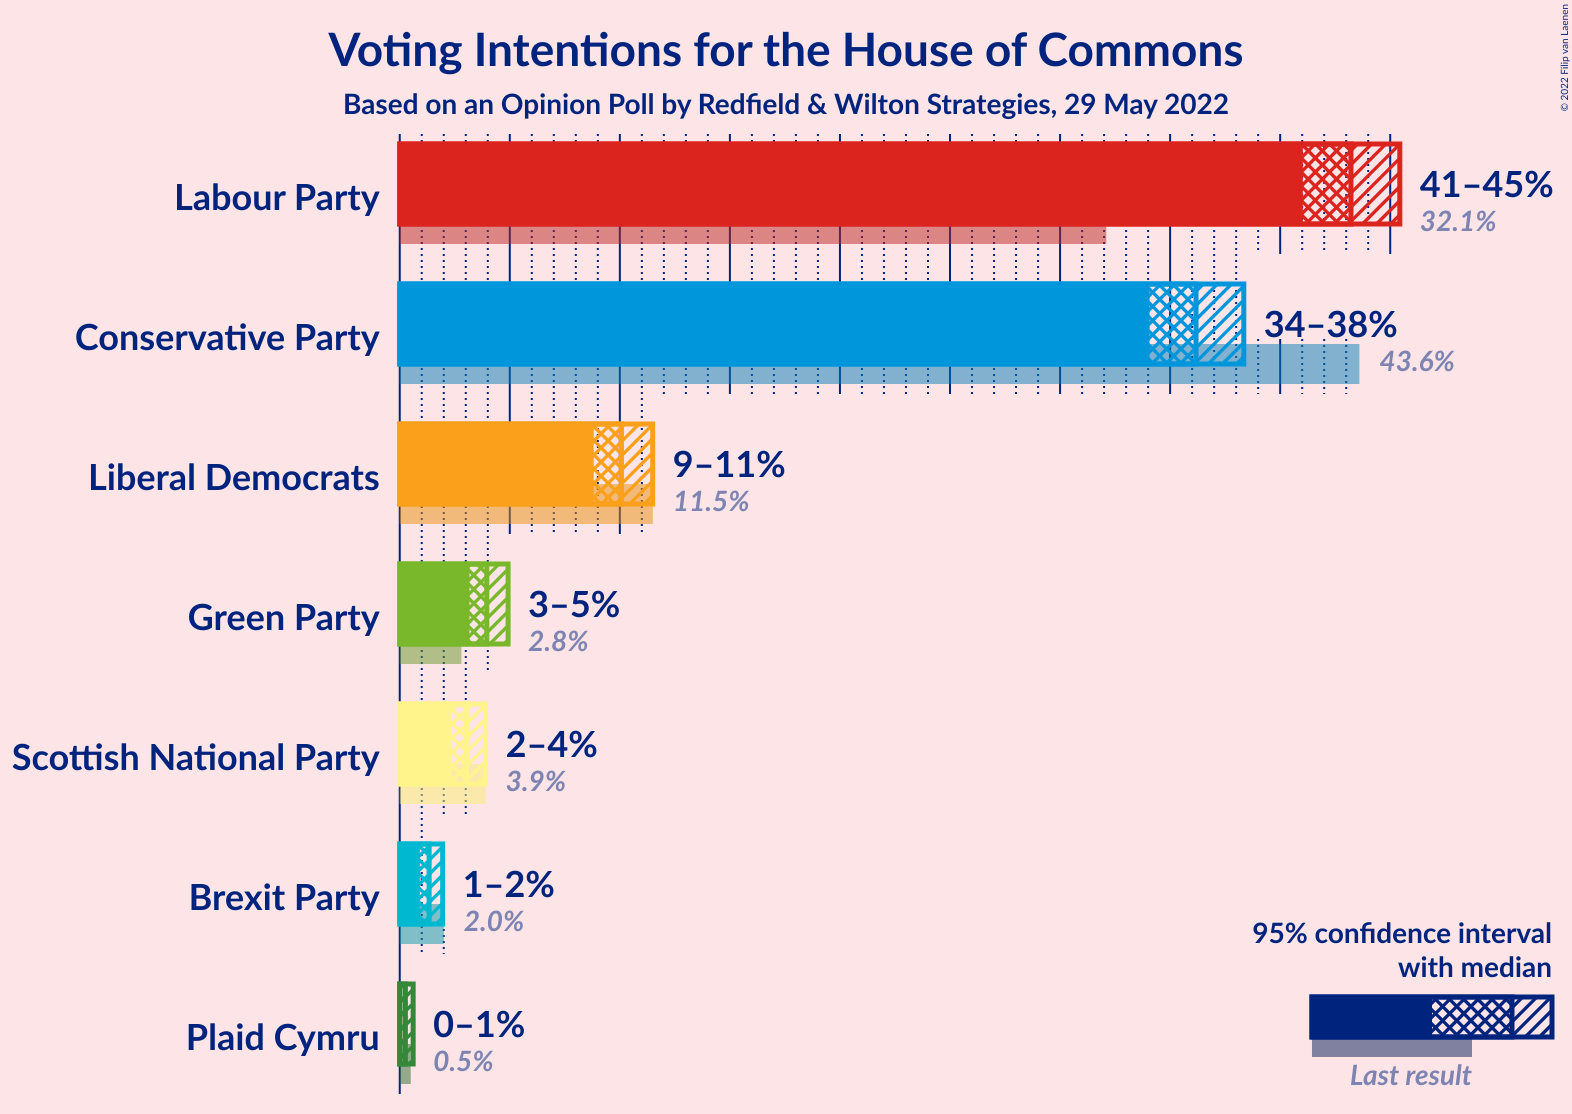 Voting Intentions for the House of Commons
Based on an Opinion Poll by Redfield & Wilton Strategies, 29 May 2022
© 2022 Filip van Laenen
Labour Party
41–45%
32.1%
Conservative Party
34–38%
43.6%
Liberal Democrats
9–11%
11.5%
Green Party
3–5%
2.8%
Scottish National Party
2–4%
3.9%
Brexit Party
1–2%
2.0%
Plaid Cymru
0–1%
0.5%
95% confidence interval
with median
Last result